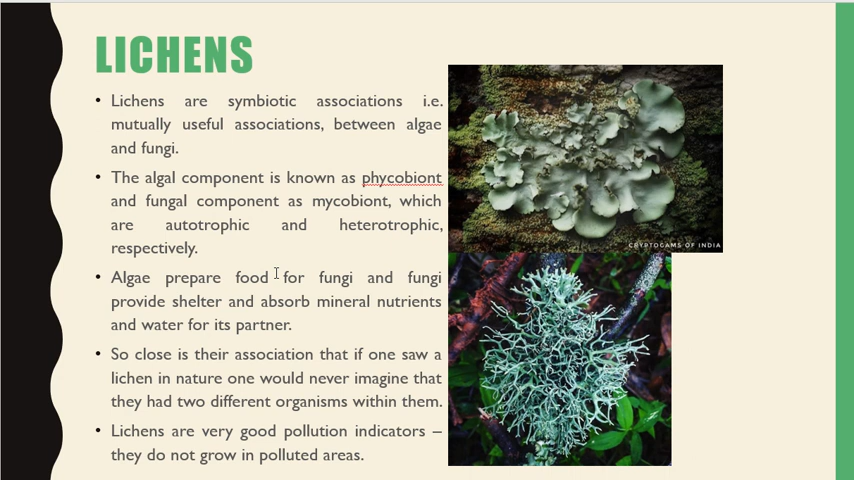 LICHENS
• Lichens are symbiotic associations i.e.
mutually useful associations, between algae
and fungi.
• The algal component is known as phycobiont
and fungal component as mycobiont, which
are autotrophic and heterotrophic,
respectively.
• Algae prepare food for fungi and fungi
provide shelter and absorb mineral nutrients
and water for its partner.
• So close is their association that if one saw a
lichen in nature one would never imagine that
they had two different organisms within them.
• Lichens are very good pollution indicators –
they do not grow in polluted areas.
CRYPTOGAMS OF INDIA